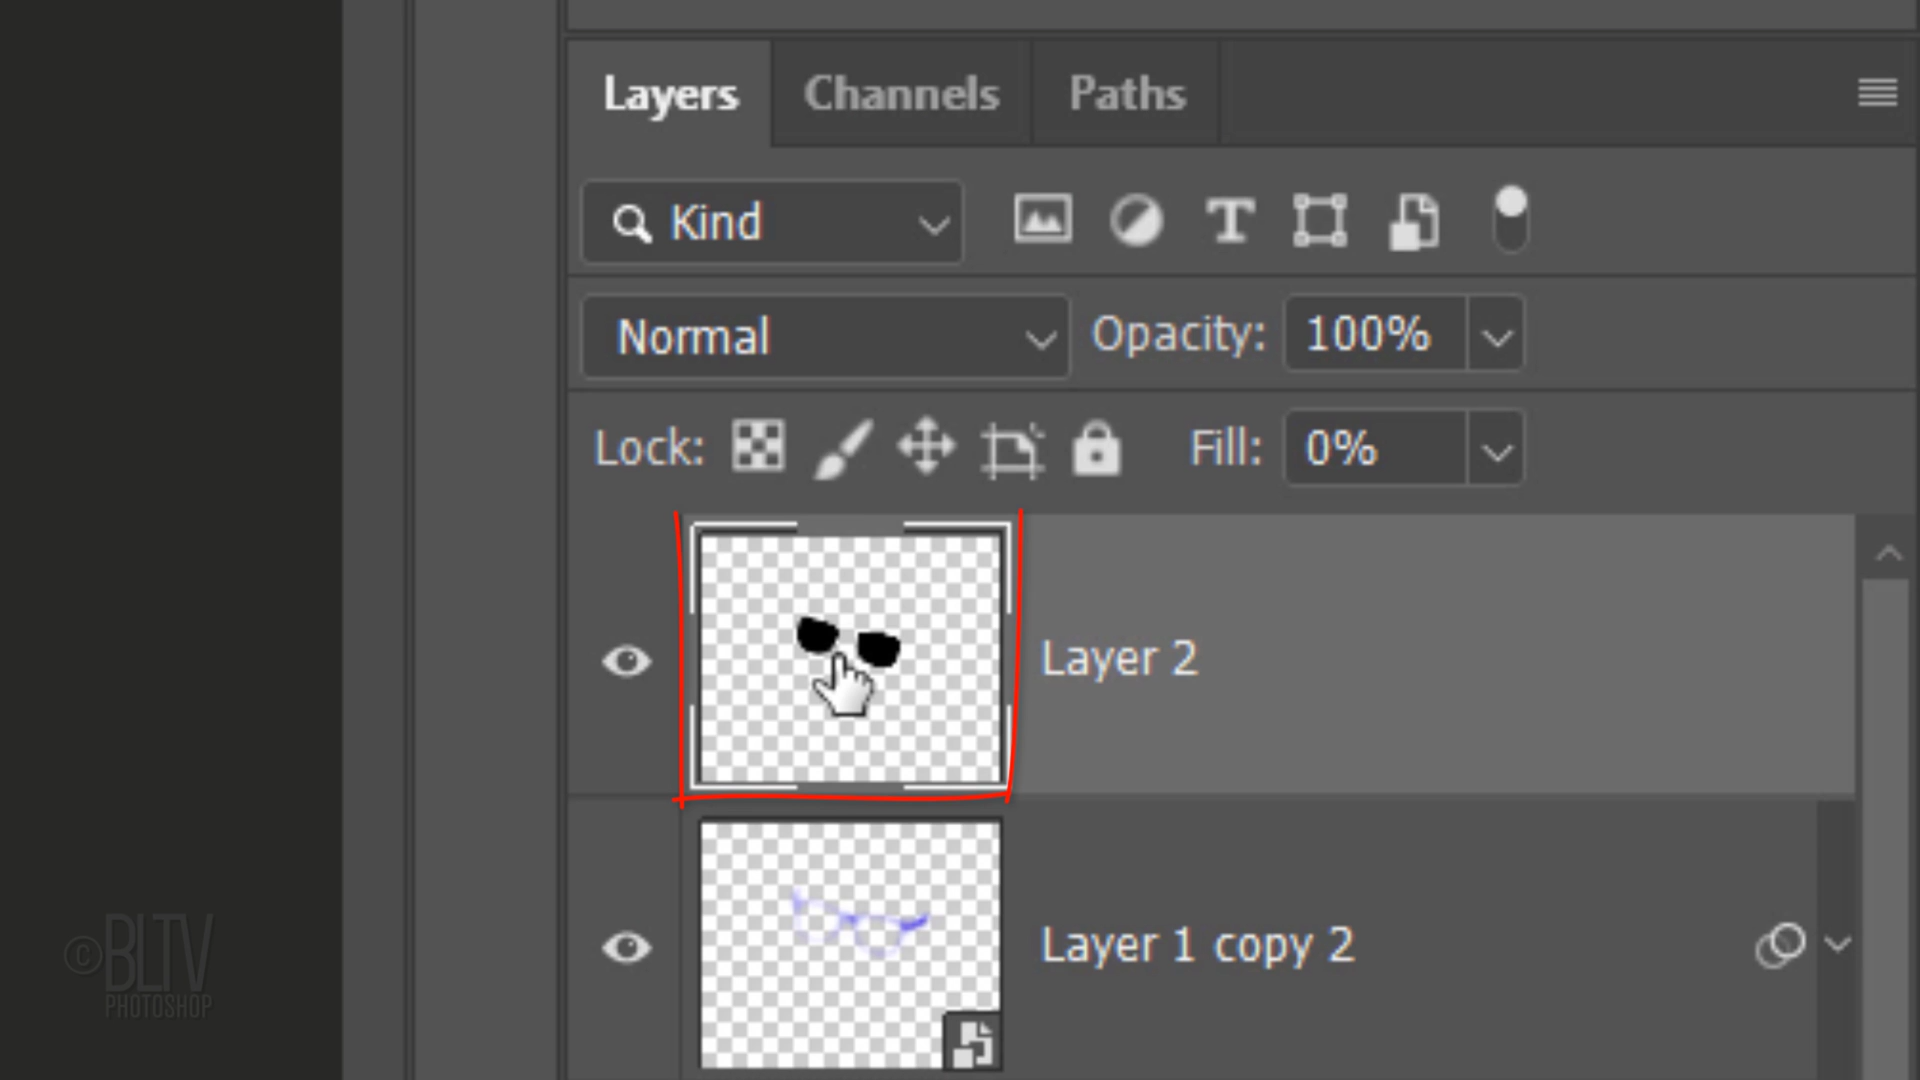 Layers Channels Paths
Kind
Normal Opacity: 100%
Lock: Fill: 0%
Layer 2
Layer 1 copy 2
©BLTV
PHOTOSHOP